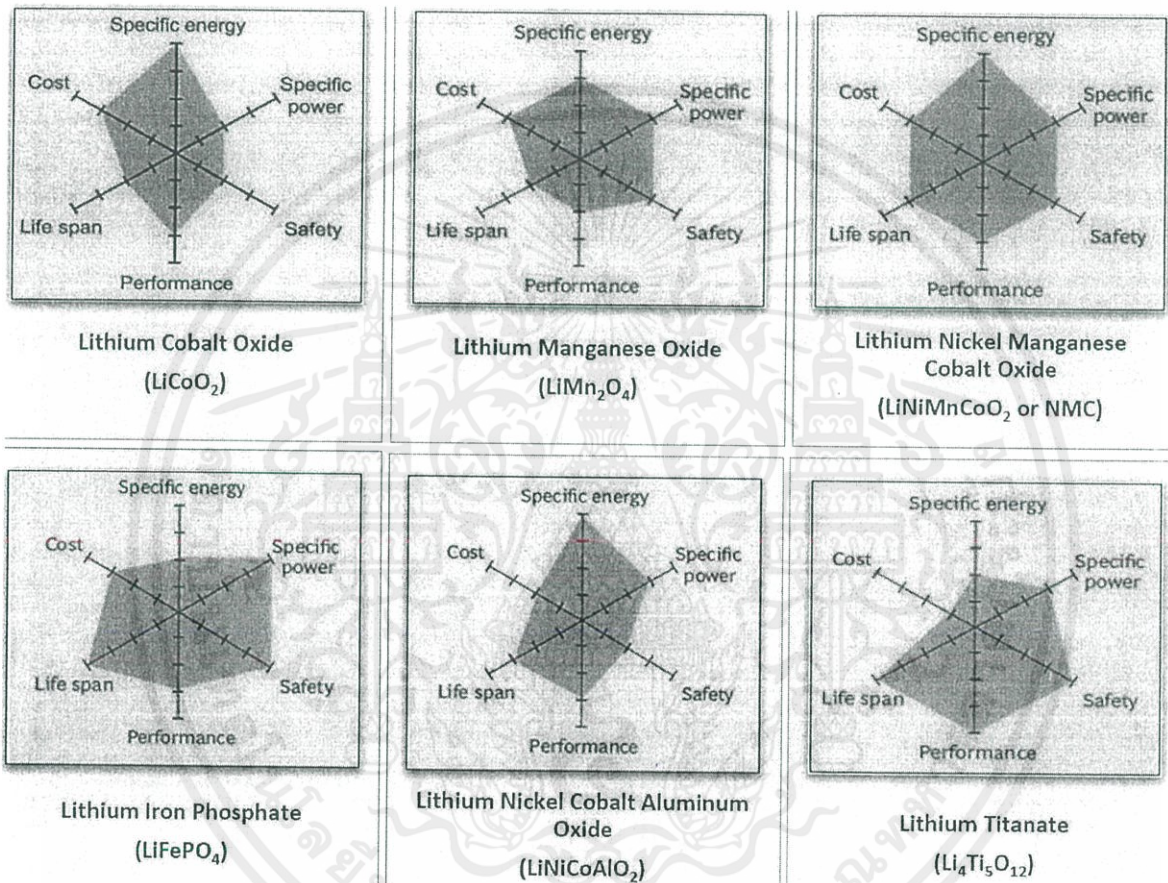 Specific energy
Cost
Specific
power
Life span
Safety
Performance
Lithium Cobalt Oxide
(LiCoO₂)
Specific energy
Cost
Specific
power
Life span
Safety
Performance
Lithium Manganese Oxide
(LiMn₂O₄)
Specific energy
Cost
Specific
power
Life span
Safety
Performance
Lithium Nickel Manganese
Cobalt Oxide
(LiNiMnCoO₂ or NMC)
Specific energy
Cost
Specific
power
Life span
Safety
Performance
Lithium Iron Phosphate
(LiFePO₄)
Specific energy
Cost
Specific
power
Life span
Safety
Performance
Lithium Nickel Cobalt Aluminum
Oxide
(LiNiCoAlO₂)
Specific energy
Cost
Specific
power
Life span
Safety
Performance
Lithium Titanate
(Li₄Ti₅O₁₂)